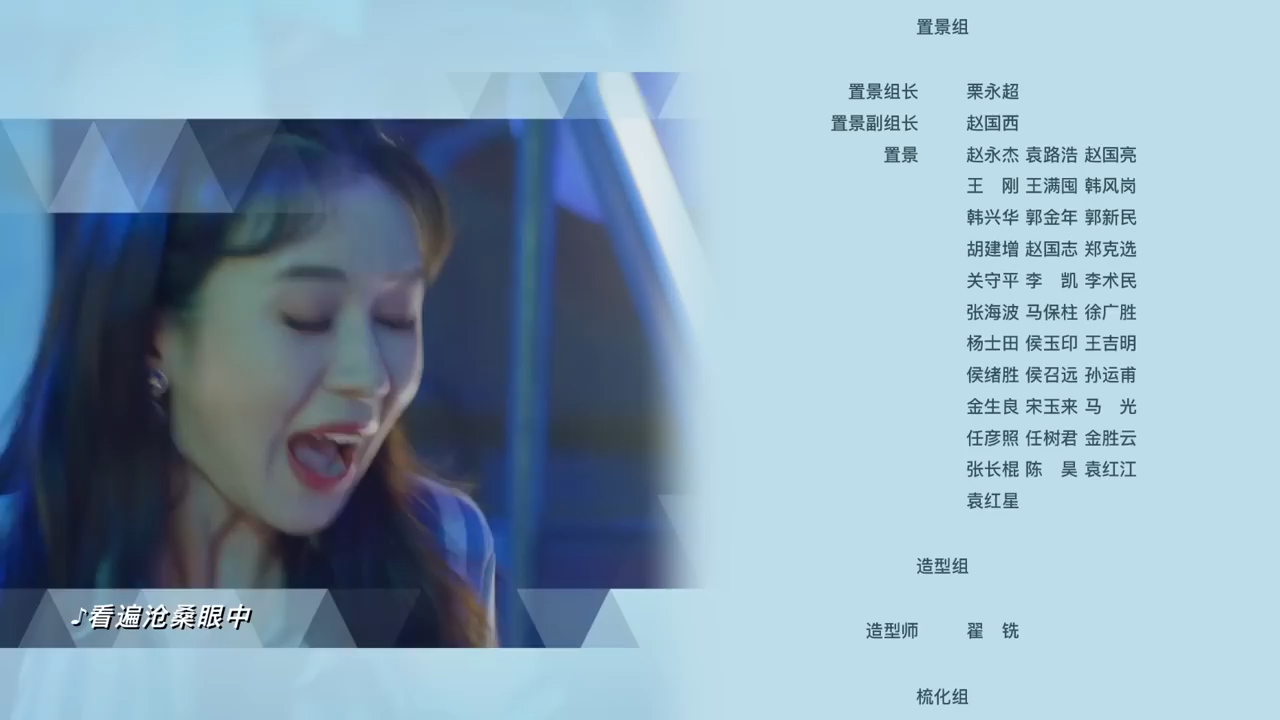 置景组
置景组长 栗永超
置景副组长 赵国西
置景 赵永杰 袁路浩 赵国亮
王　刚 王满囤 韩风岗
韩兴华 郭金年 郭新民
胡建增 赵国志 郑克选
关守平 李　凯 李术民
张海波 马保柱 徐广胜
杨士田 侯玉印 王吉明
侯绪胜 侯召远 孙运甫
金生良 宋玉来 马　光
任彦照 任树君 金胜云
张长棍 陈　昊 袁红江
袁红星
造型组
造型师 翟　铣
梳化组
♪看遍沧桑眼中